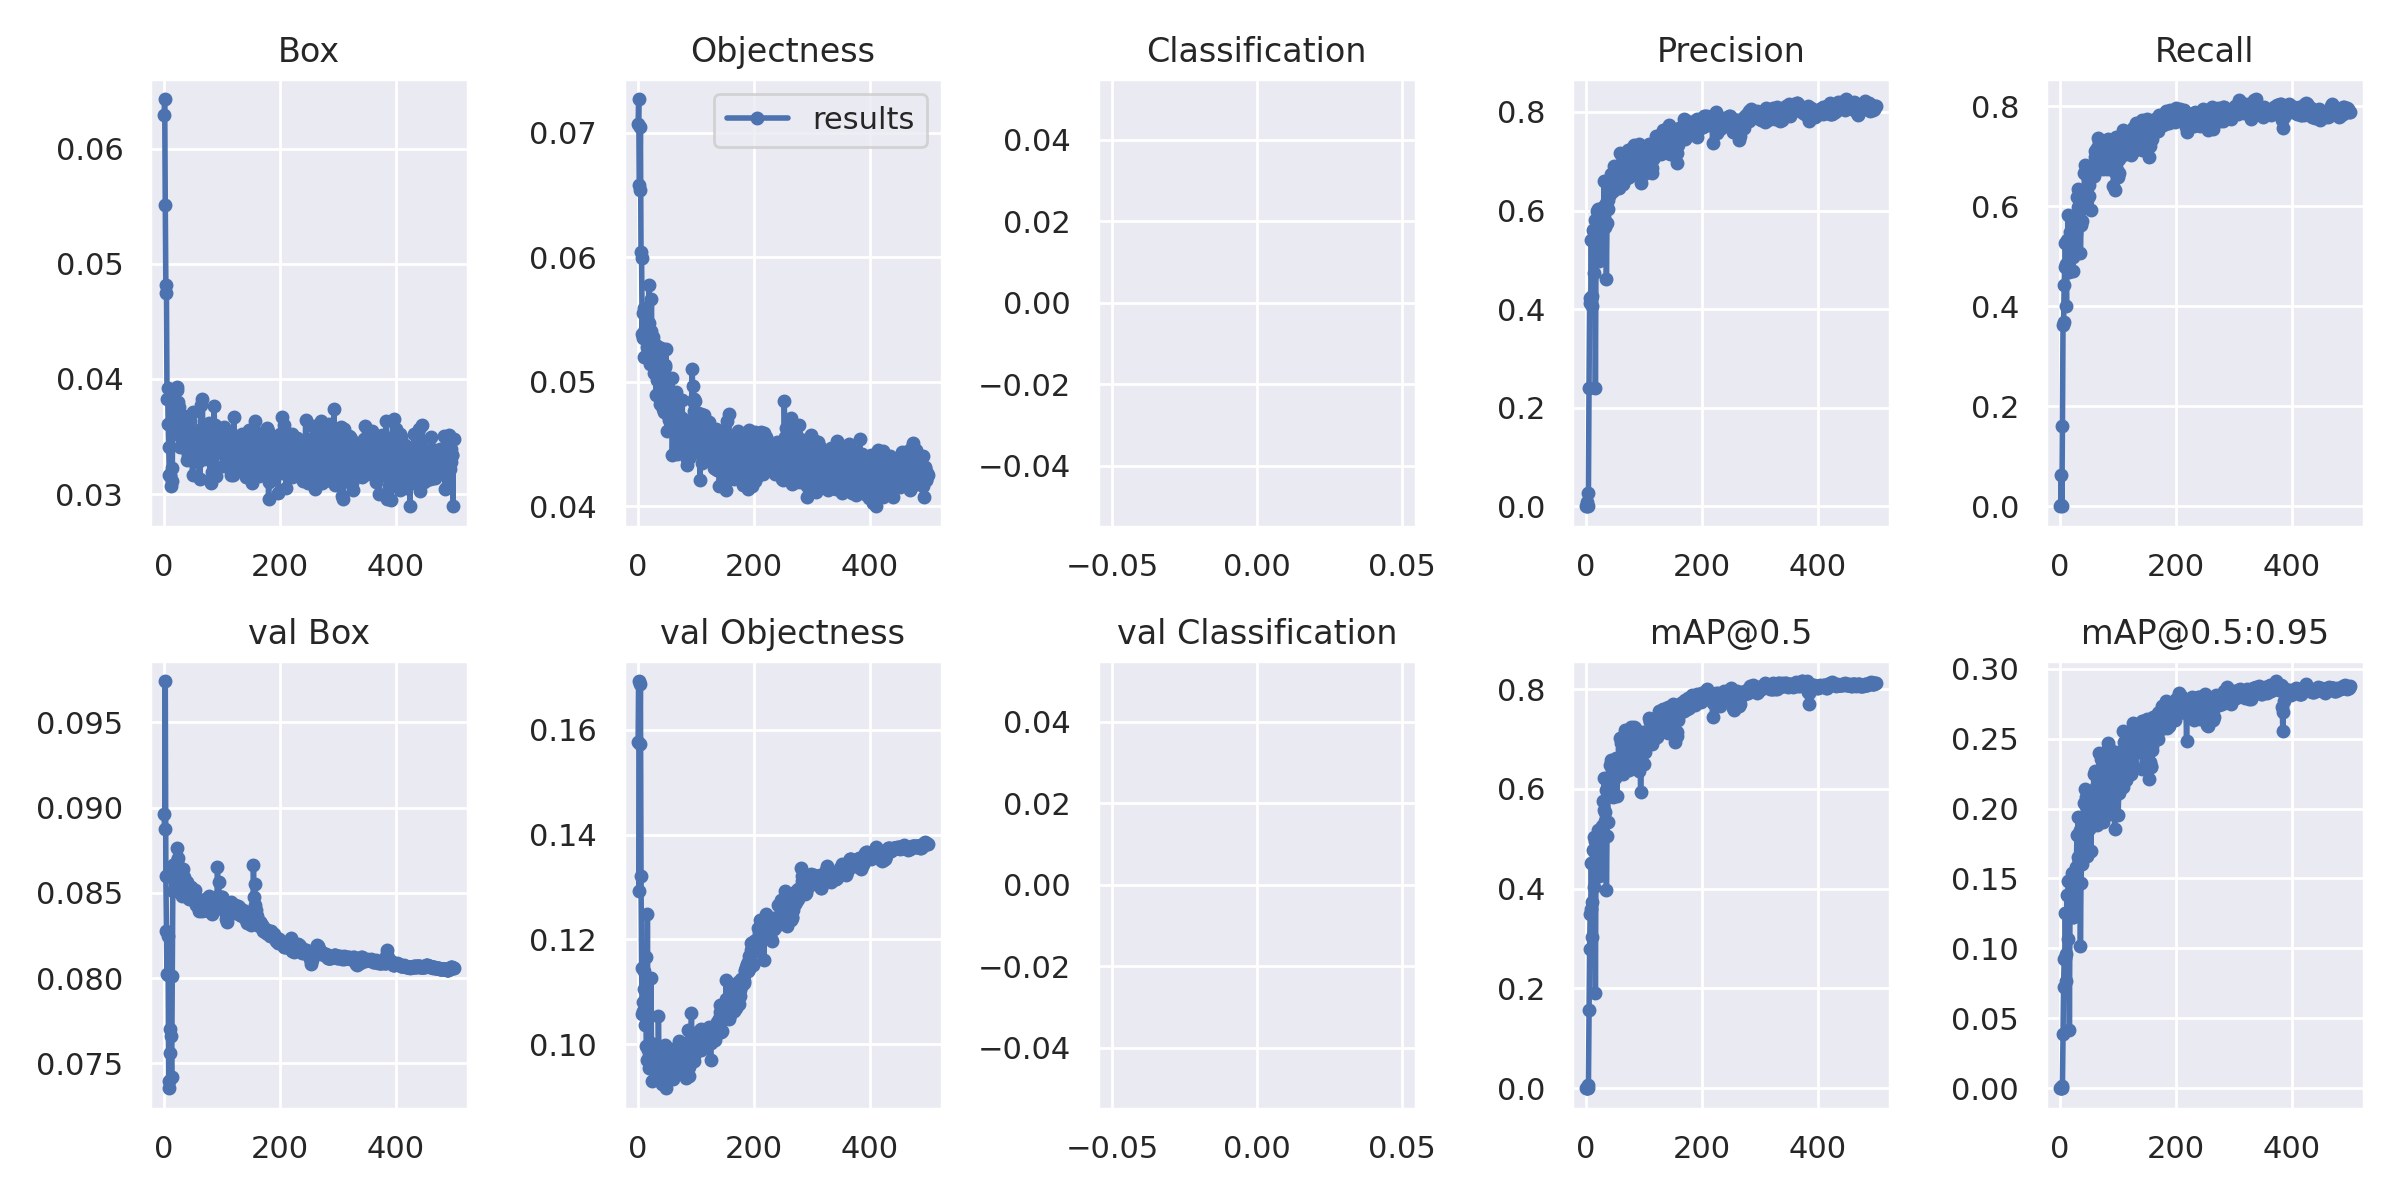 Box
Objectness
Classification
Precision
Recall
results
0.06
0.05
0.04
0.03
0 200 400
0.07
0.06
0.05
0.04
0 200 400
0.04
0.02
0.00
−0.02
−0.04
−0.05 0.00 0.05
0.8
0.6
0.4
0.2
0.0
0 200 400
0.8
0.6
0.4
0.2
0.0
0 200 400
val Box
val Objectness
val Classification
mAP@0.5
mAP@0.5:0.95
0.095
0.090
0.085
0.080
0.075
0 200 400
0.16
0.14
0.12
0.10
0 200 400
0.04
0.02
0.00
−0.02
−0.04
−0.05 0.00 0.05
0.8
0.6
0.4
0.2
0.0
0 200 400
0.30
0.25
0.20
0.15
0.10
0.05
0.00
0 200 400